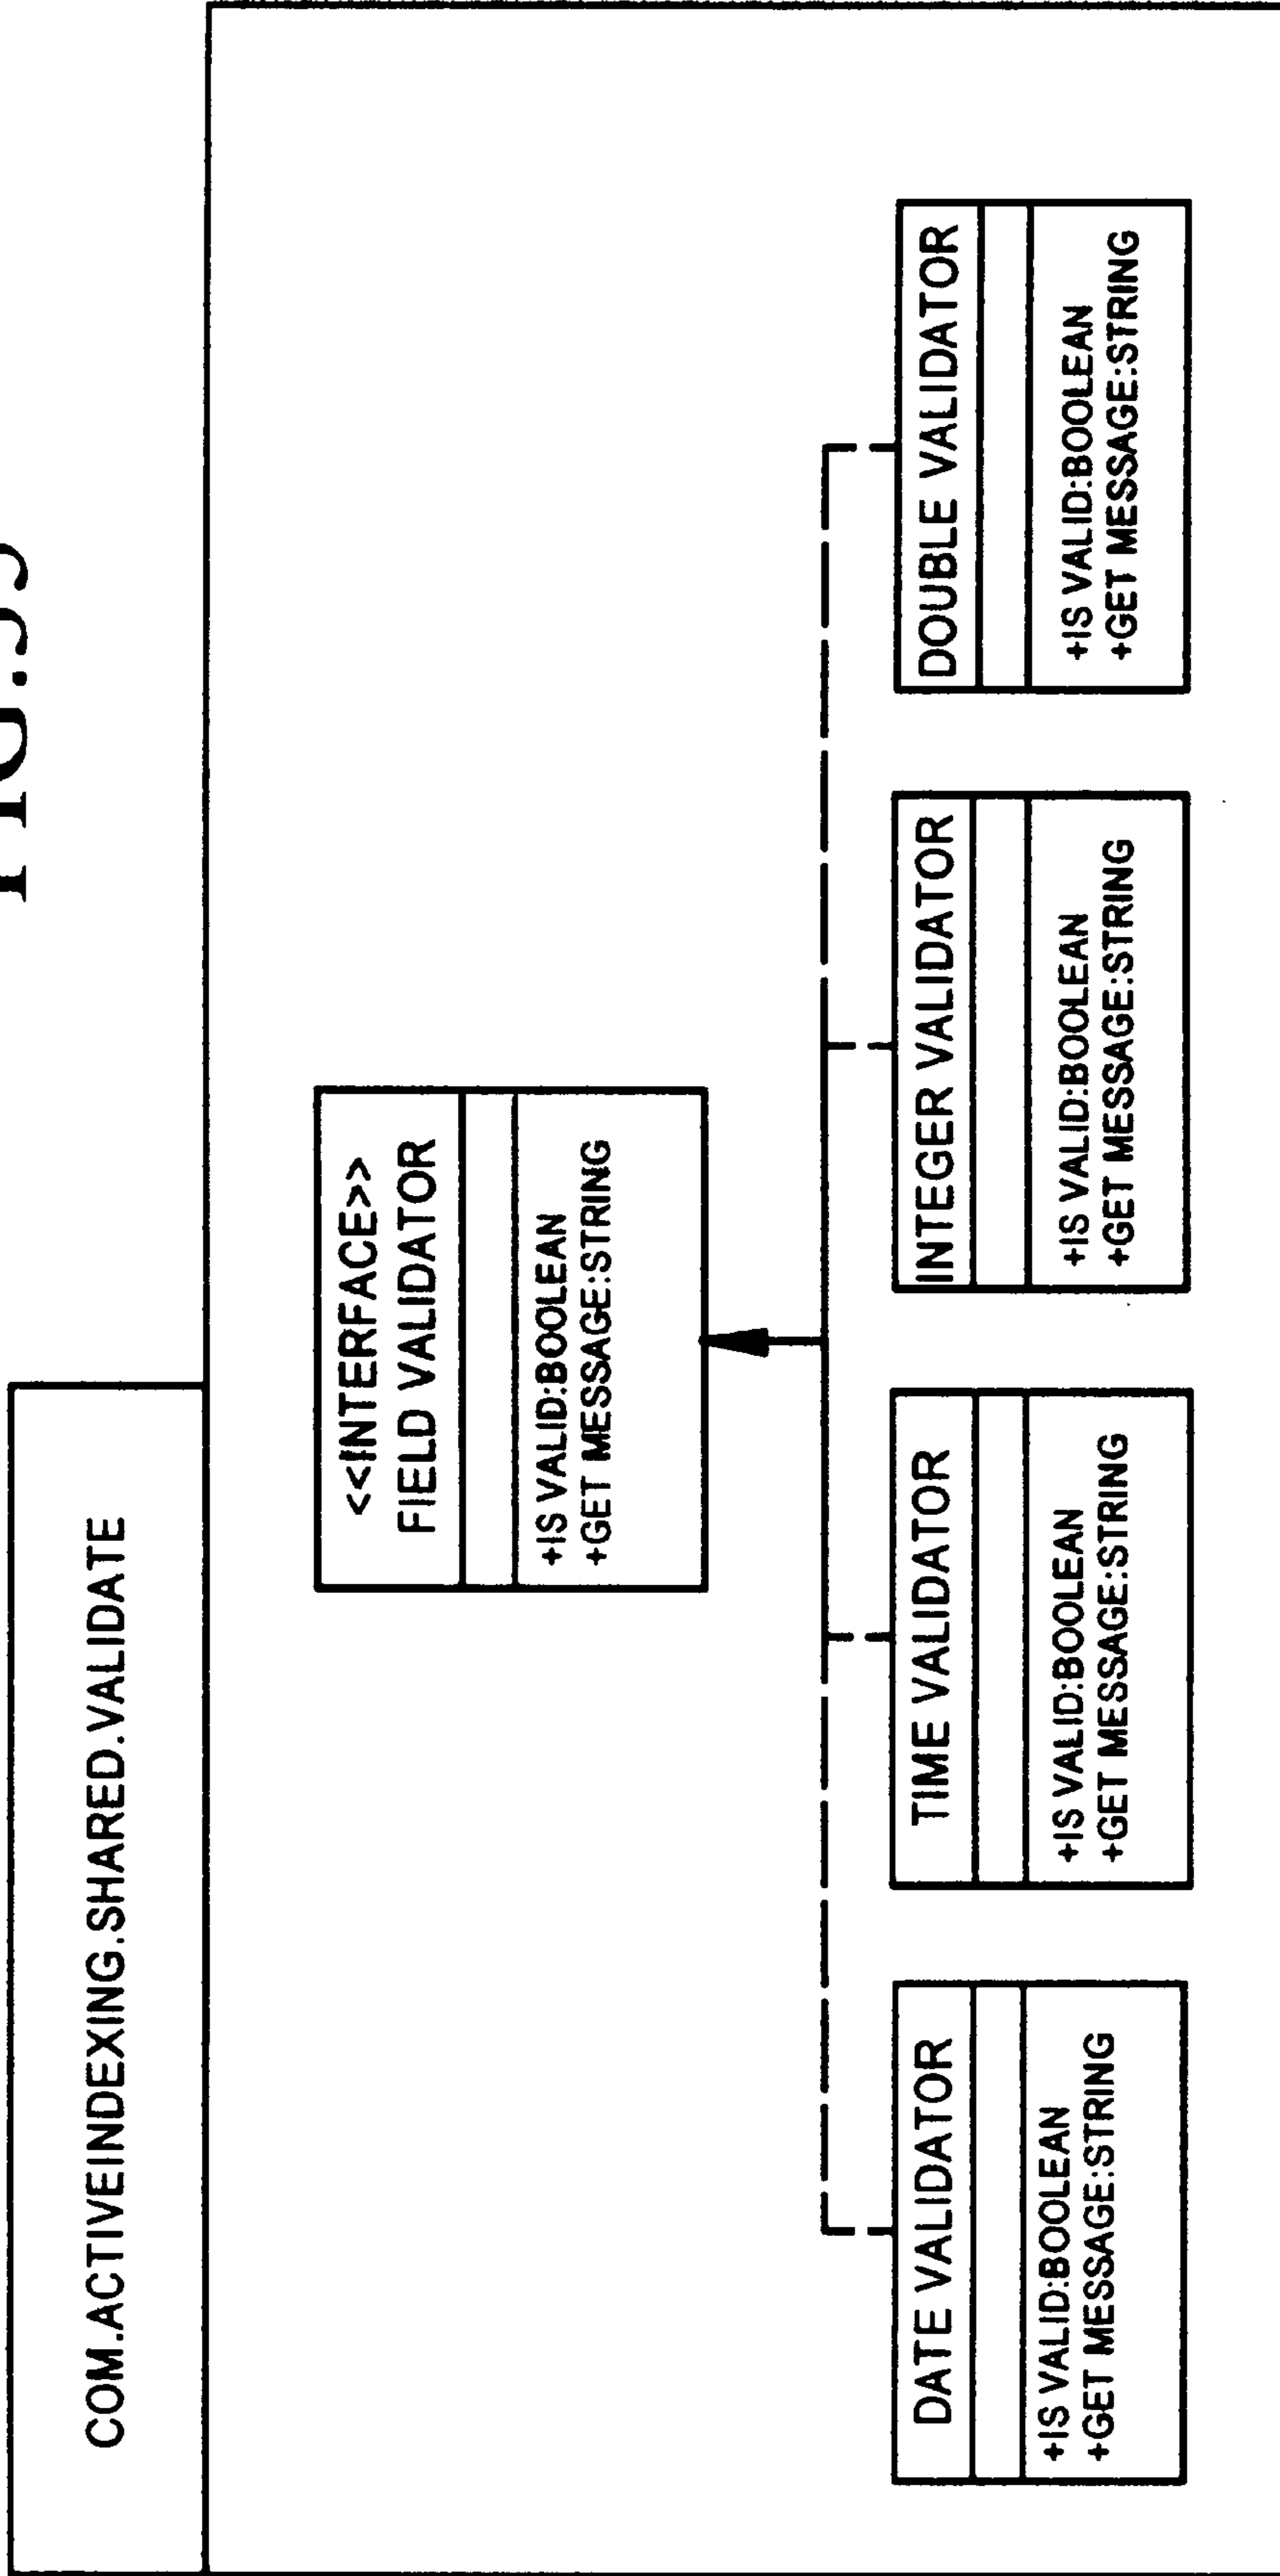 COM.ACTIVEINDEXING.SHARED.VALIDATE
<<INTERFACE>>
FIELD VALIDATOR
+IS VALID:BOOLEAN
+GET MESSAGE:STRING
DATE VALIDATOR
+IS VALID:BOOLEAN
+GET MESSAGE:STRING
TIME VALIDATOR
+IS VALID:BOOLEAN
+GET MESSAGE:STRING
INTEGER VALIDATOR
+IS VALID:BOOLEAN
+GET MESSAGE:STRING
DOUBLE VALIDATOR
+IS VALID:BOOLEAN
+GET MESSAGE:STRING